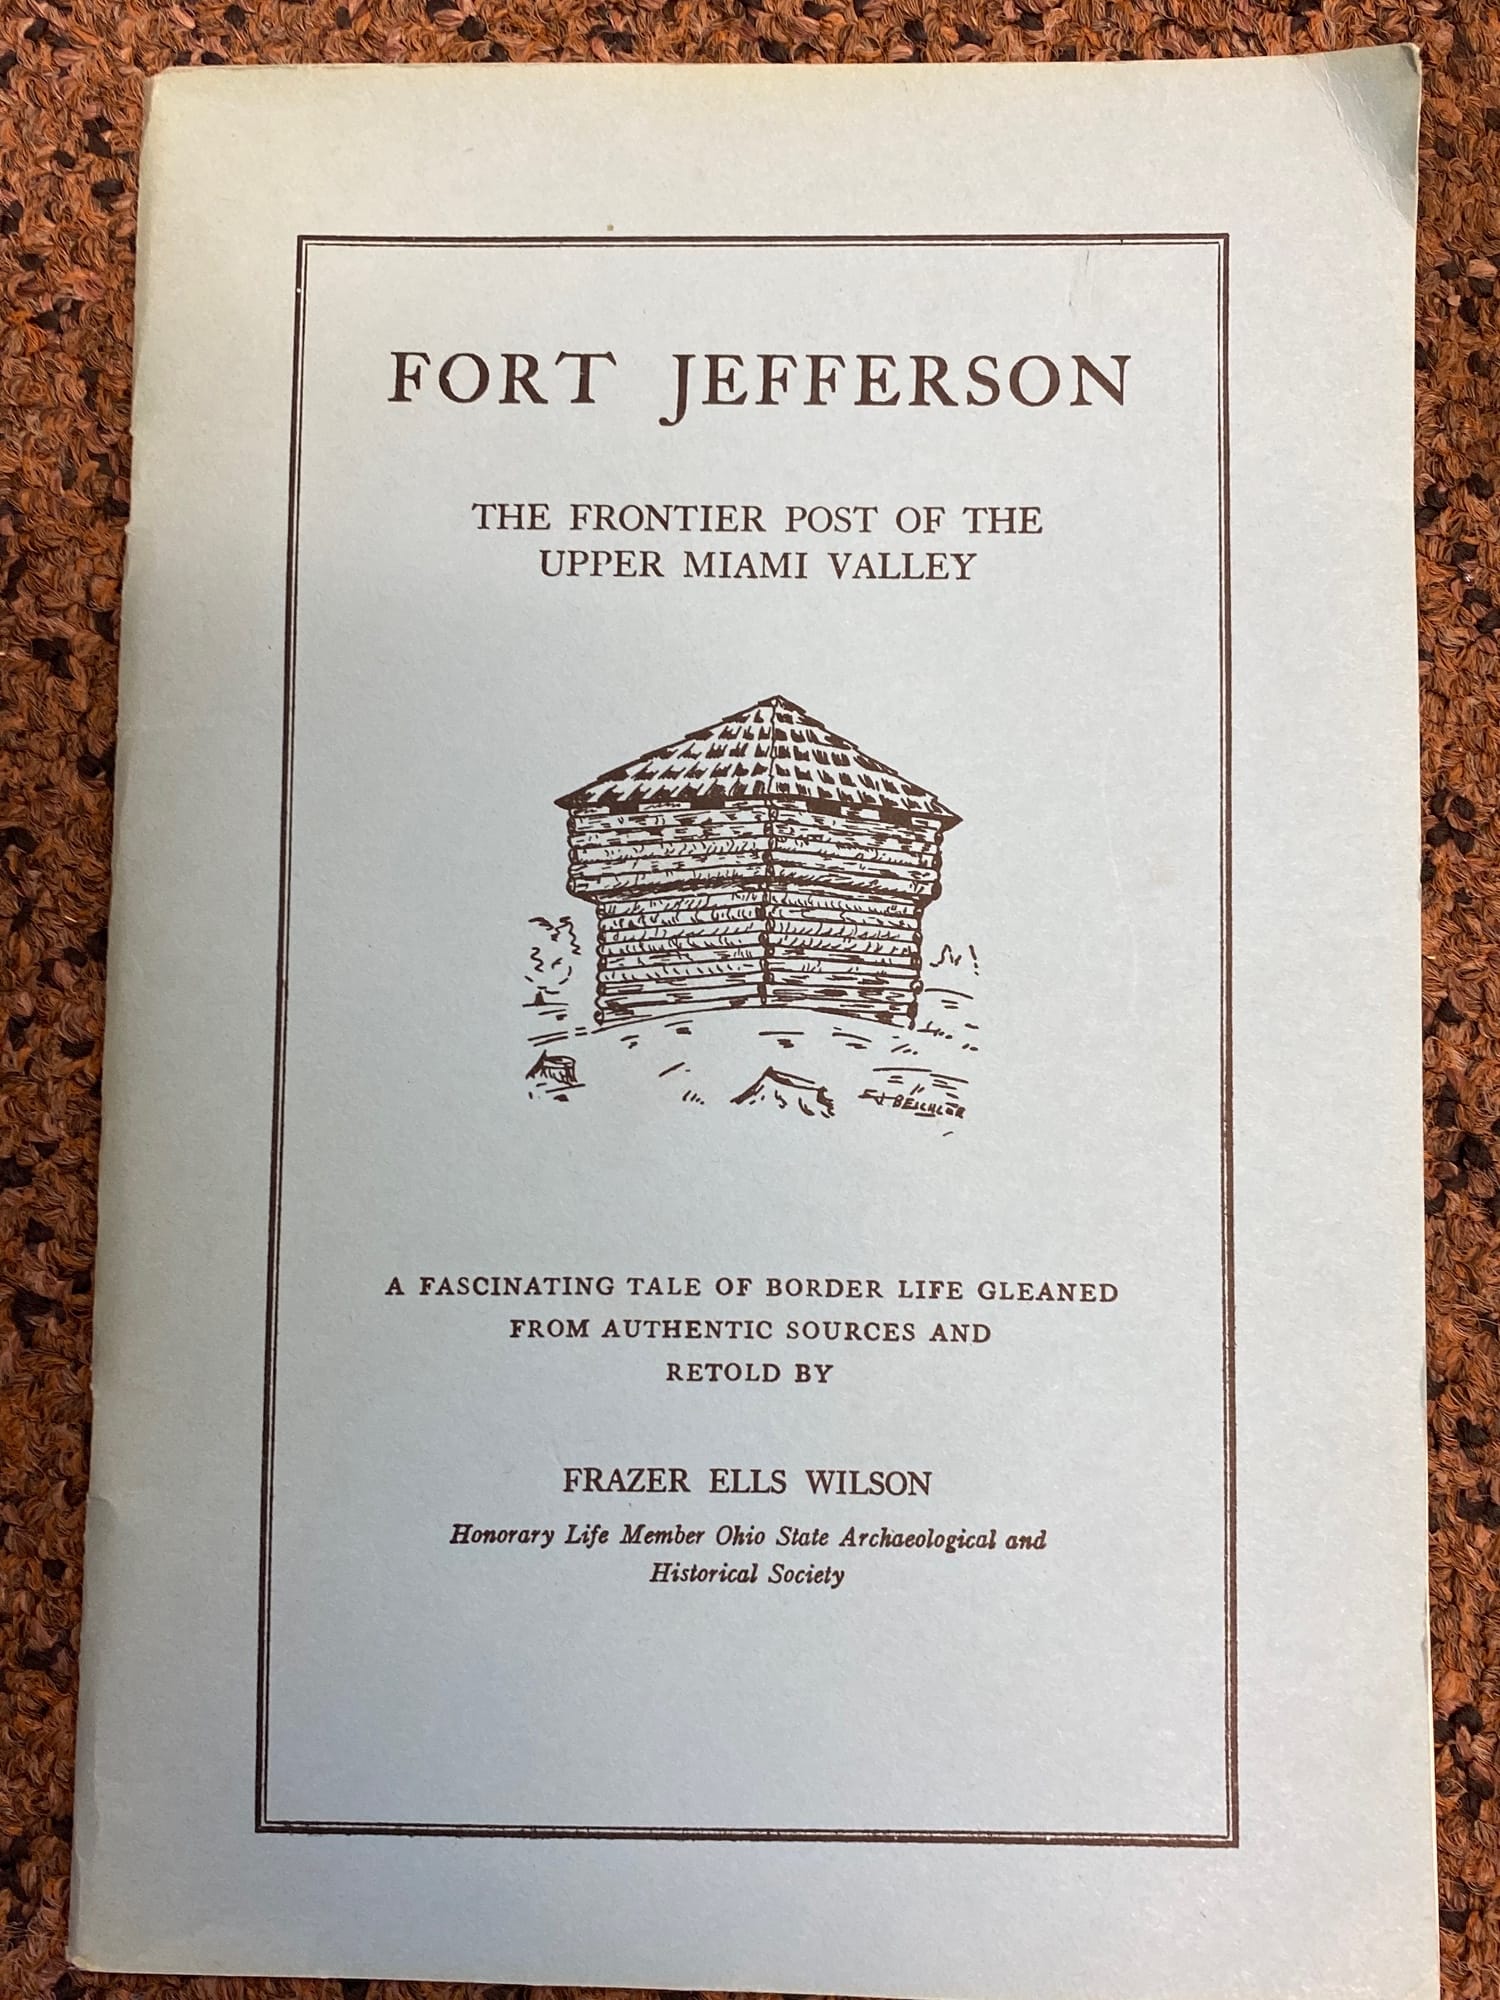 FORT JEFFERSON
THE FRONTIER POST OF THE
UPPER MIAMI VALLEY
E.J. BESCHLER
A FASCINATING TALE OF BORDER LIFE GLEANED
FROM AUTHENTIC SOURCES AND
RETOLD BY
FRAZER ELLS WILSON
Honorary Life Member Ohio State Archaeological and
Historical Society